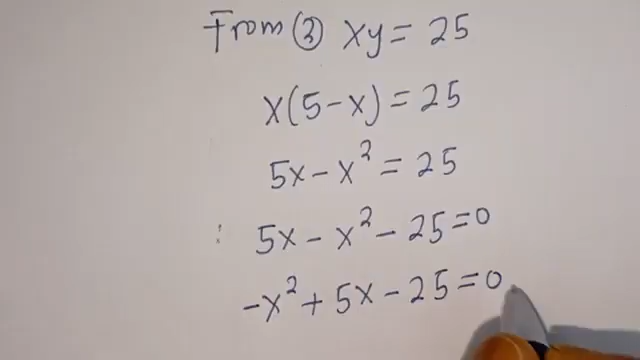 From ③ xy = 25
x(5-x) = 25
5x - x² = 25
: 5x - x² - 25 = 0
-x² + 5x - 25 = 0